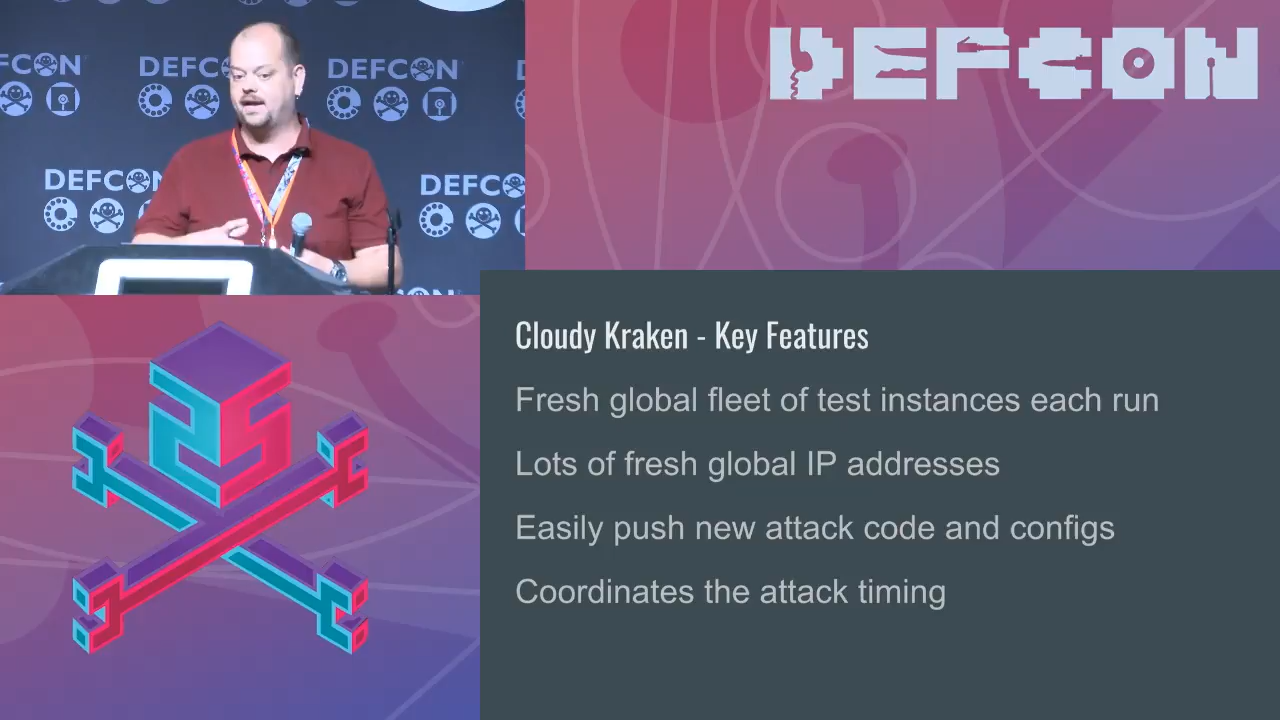 DEFCON
DEFCON
DEFCON
DEFCON
DEFCON
Cloudy Kraken - Key Features
Fresh global fleet of test instances each run
Lots of fresh global IP addresses
Easily push new attack code and configs
Coordinates the attack timing